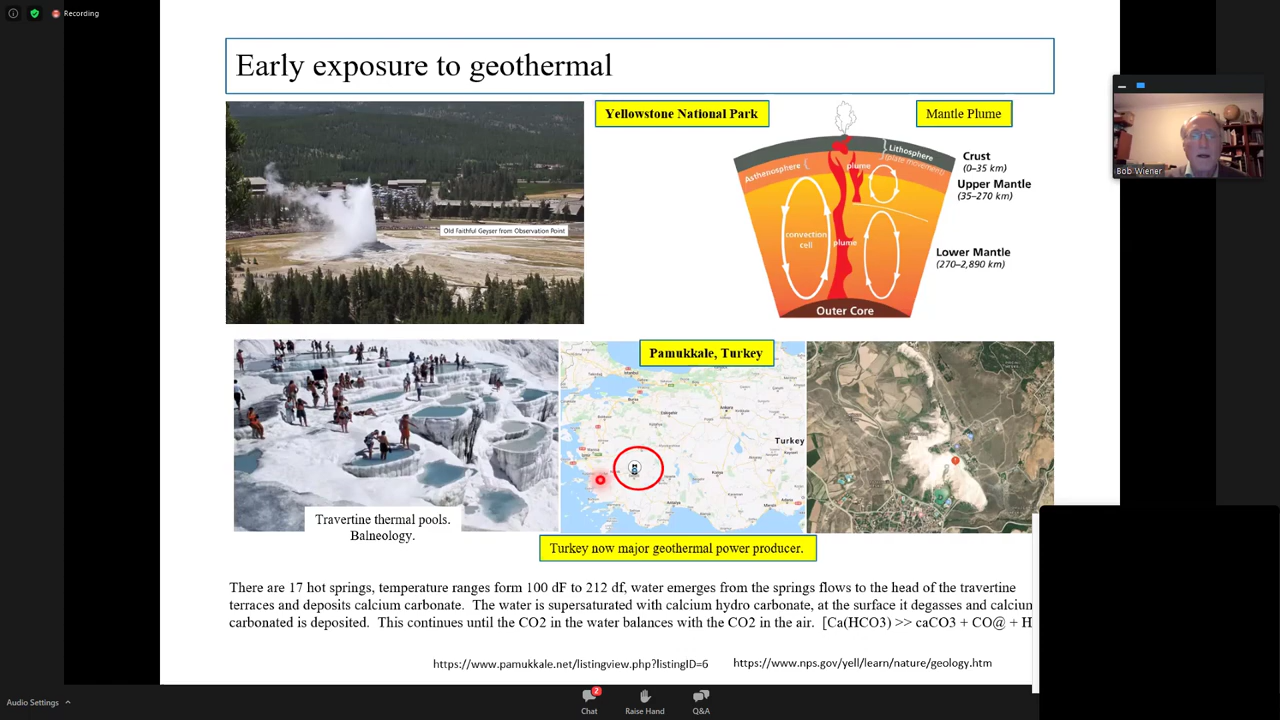 Recording
Early exposure to geothermal
Yellowstone National Park
Mantle Plume
Old Faithful Geyser from Observation Point
Lithosphere
(plate movement)
Asthenosphere
plume
convection
cell
plume
Outer Core
Crust
(0–35 km)
Upper Mantle
(35-270 km)
Lower Mantle
(270–2,890 km)
Bob Wiener
Pamukkale, Turkey
Turkey
Travertine thermal pools.
Balneology.
Turkey now major geothermal power producer.
There are 17 hot springs, temperature ranges form 100 dF to 212 df, water emerges from the springs flows to the head of the travertine
terraces and deposits calcium carbonate. The water is supersaturated with calcium hydro carbonate, at the surface it degasses and calcium
carbonated is deposited. This continues until the CO2 in the water balances with the CO2 in the air. [Ca(HCO3) >> caCO3 + CO@ + H
https://www.pamukkale.net/listingview.php?listingID=6
https://www.nps.gov/yell/learn/nature/geology.htm
Audio Settings
2
Chat
Raise Hand
Q&A